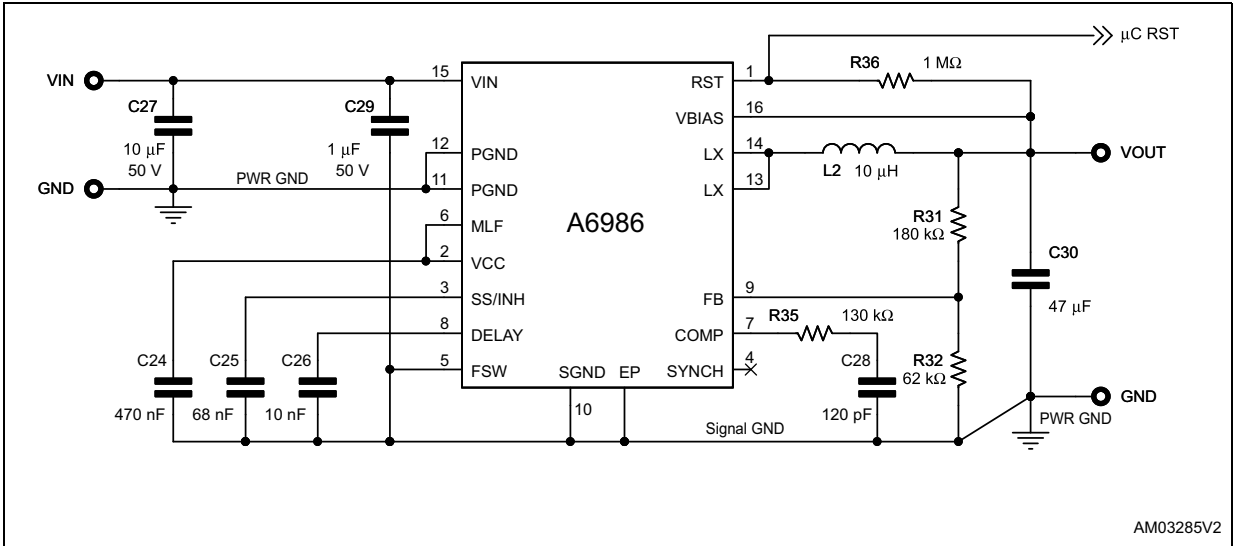 μC RST
R36 1 MΩ
VIN
15 VIN
RST 1
C27
C29
VBIAS 16
10 μF
50 V
1 μF
50 V
12 PGND
LX 14
VOUT
L2 10 μH
GND
PWR GND
11 PGND
LX 13
A6986
R31
180 kΩ
6 MLF
2 VCC
C30
47 μF
3 SS/INH
FB 9
R35 130 kΩ
8 DELAY
COMP 7
C24
C25
C26
C28
R32
62 kΩ
5 FSW
SGND EP
SYNCH 4
470 nF
68 nF
10 nF
10
120 pF
GND
PWR GND
Signal GND
AM03285V2